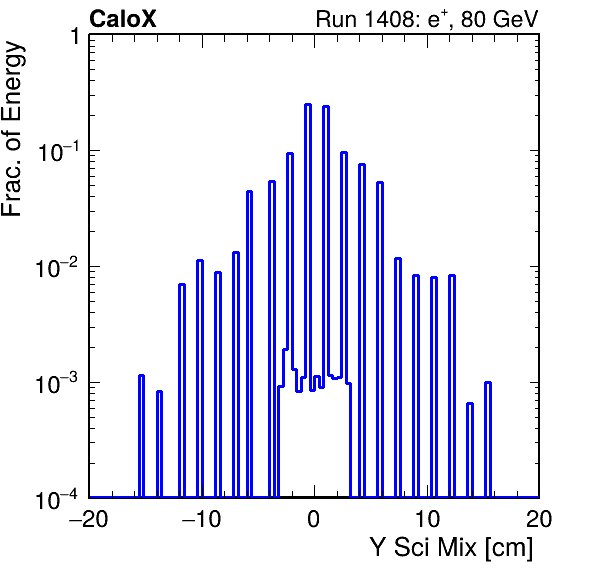 CaloX Run 1408: e⁺, 80 GeV
Frac. of Energy
1
10⁻¹
10⁻²
10⁻³
10⁻⁴
−20 −10 0 10 20
Y Sci Mix [cm]